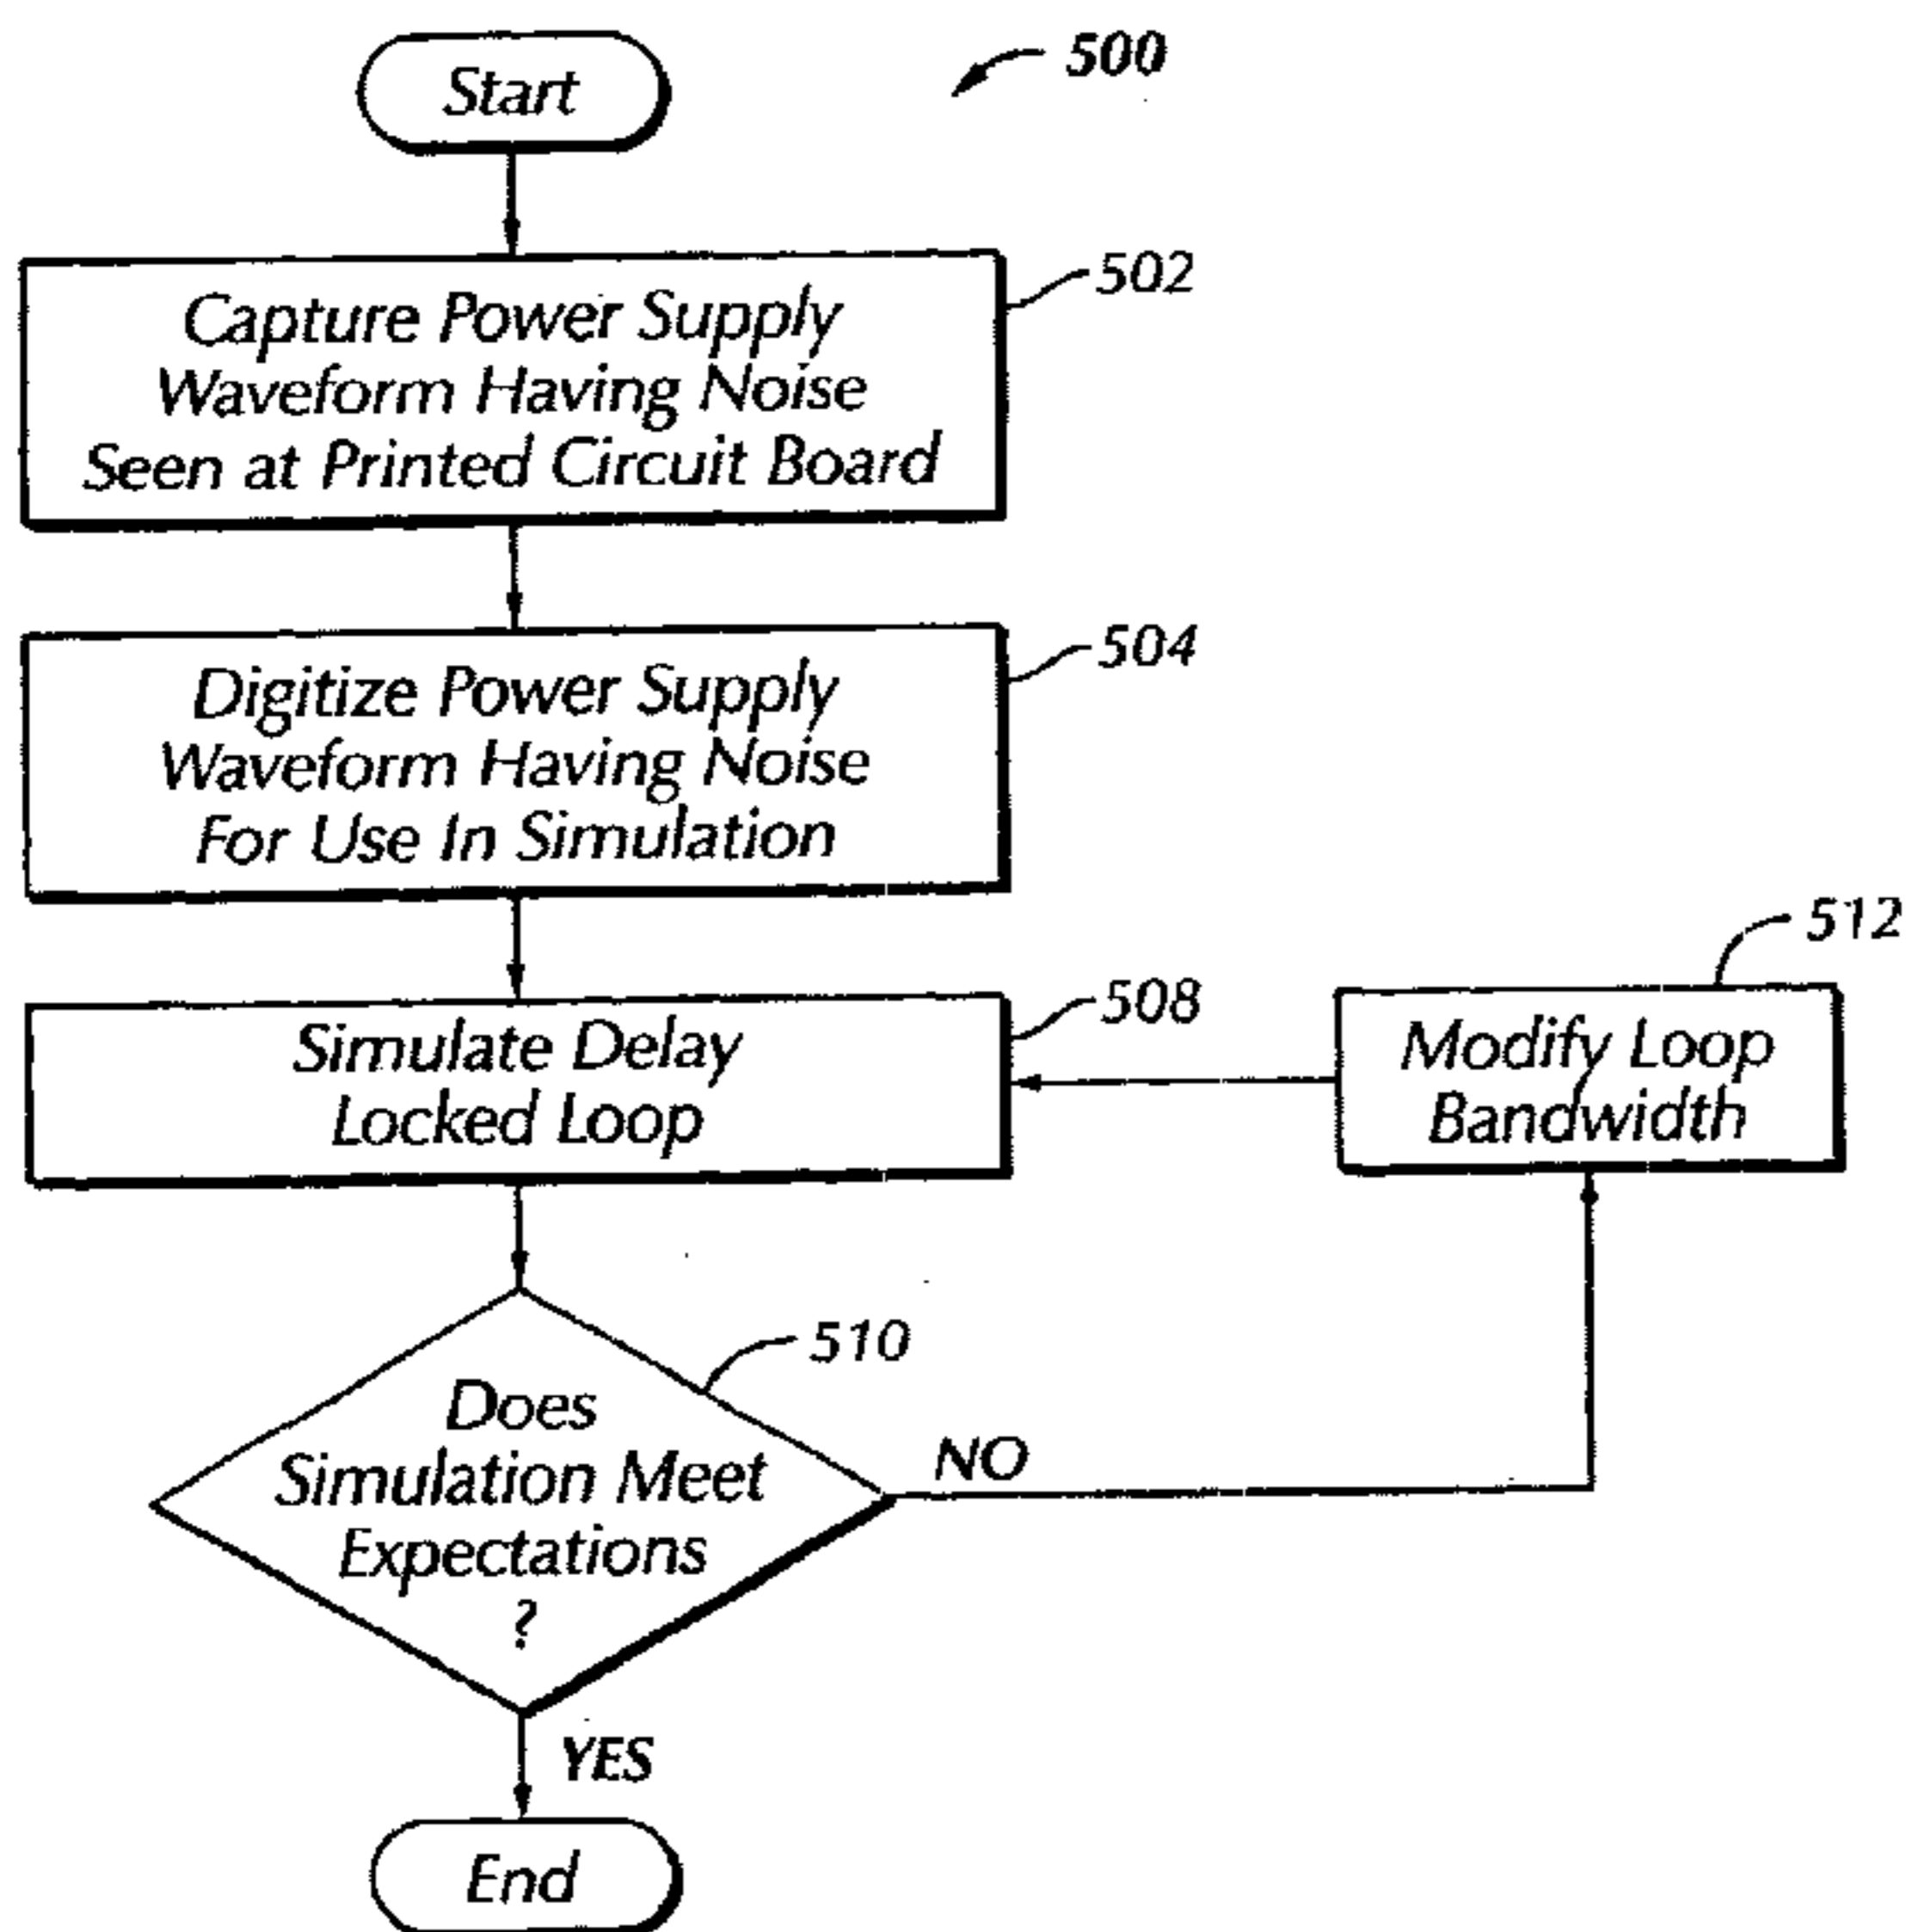 Start
500
Capture Power Supply
Waveform Having Noise
Seen at Printed Circuit Board
502
Digitize Power Supply
Waveform Having Noise
For Use In Simulation
504
Simulate Delay
Locked Loop
508
Modify Loop
Bandwidth
512
Does
Simulation Meet
Expectations
?
510
NO
YES
End